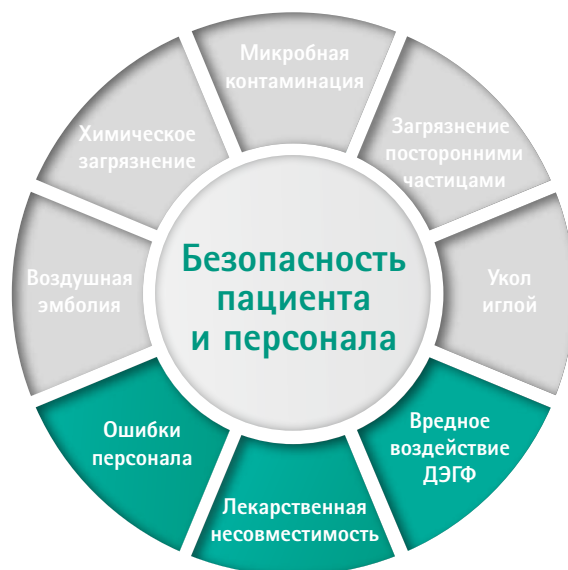 Микробная
контаминация
Загрязнение
посторонними
частицами
Укол
иглой
Вредное
воздействие
ДЭГФ
Лекарственная
несовместимость
Ошибки
персонала
Воздушная
эмболия
Химическое
загрязнение
Безопасность
пациента
и персонала